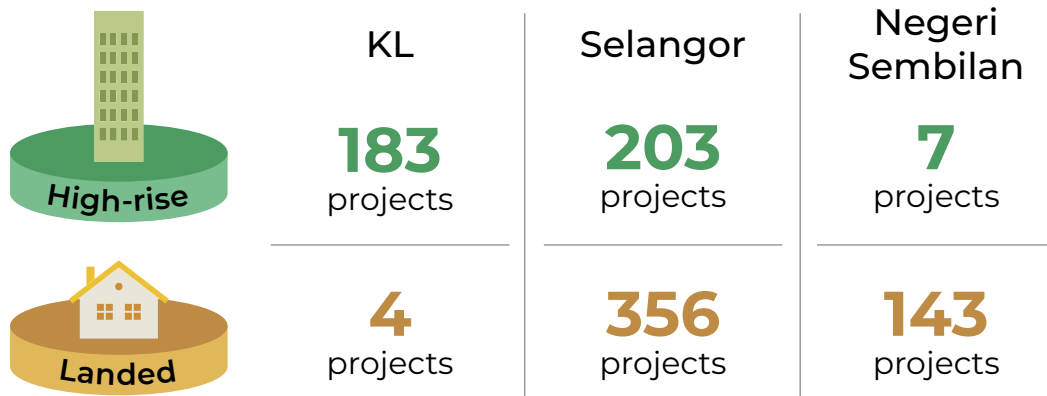 KL
Selangor
Negeri
Sembilan
High-rise
183
projects
203
projects
7
projects
Landed
4
projects
356
projects
143
projects